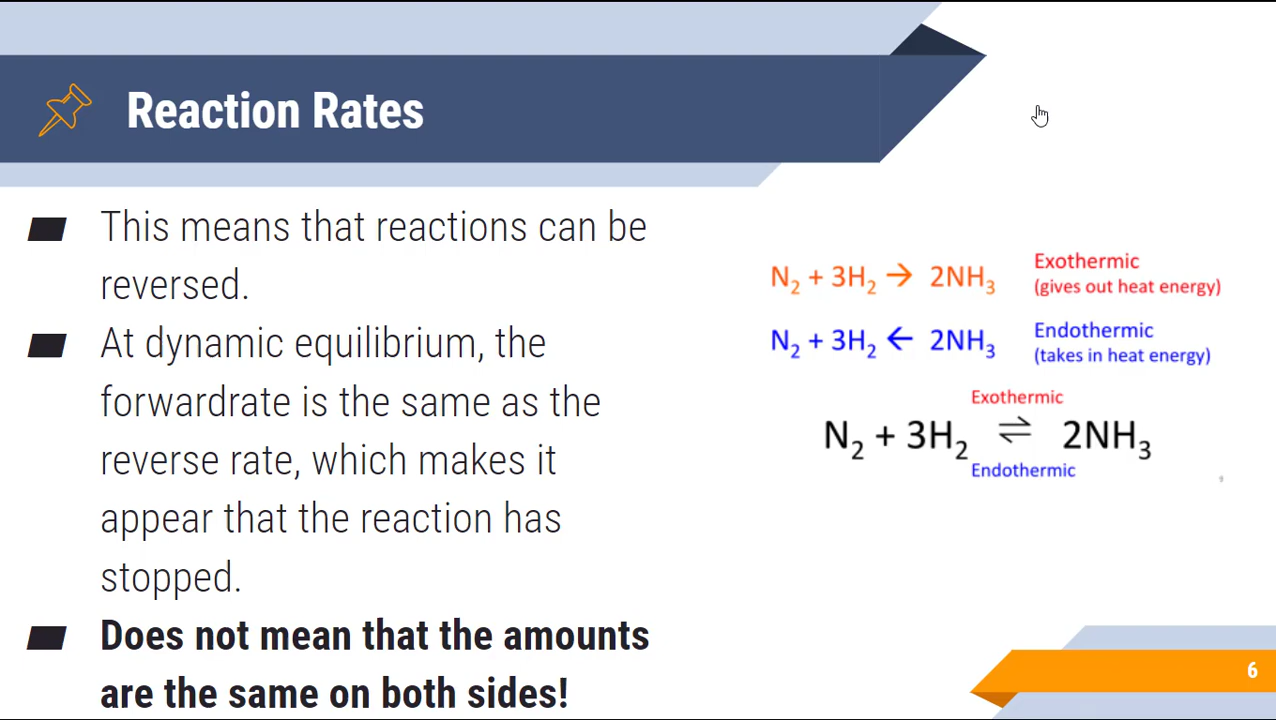 Reaction Rates
This means that reactions can be
reversed.
At dynamic equilibrium, the
forwardrate is the same as the
reverse rate, which makes it
appear that the reaction has
stopped.
Does not mean that the amounts
are the same on both sides!
N₂ + 3H₂ → 2NH₃ Exothermic
(gives out heat energy)
N₂ + 3H₂ ← 2NH₃ Endothermic
(takes in heat energy)
Exothermic
N₂ + 3H₂ ⇌ 2NH₃
Endothermic
6